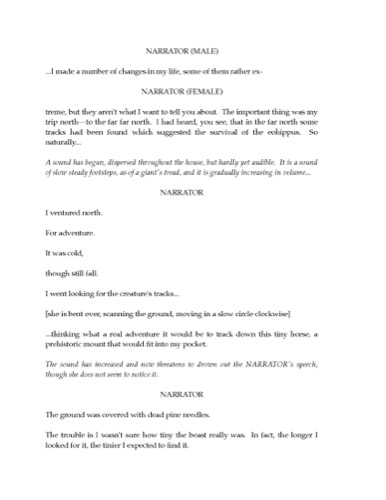 NARRATOR (MALE)
...I made a number of changes in my life, some of them rather ex-
NARRATOR (FEMALE)
treme, but they aren't what I want to tell you about. The important thing was my
trip north—to the far far north. I had heard, you see, that in the far north some
tracks had been found which suggested the survival of the eohippus. So
naturally...
A sound has begun, dispersed throughout the house, but hardly yet audible. It is a sound
of slow steady footsteps, as of a giant's tread, and it is gradually increasing in volume...
NARRATOR
I ventured north.
For adventure.
It was cold,
though still fall.
I went looking for the creature's tracks...
[she is bent over, scanning the ground, moving in a slow circle clockwise]
...thinking what a real adventure it would be to track down this tiny horse, a
prehistoric mount that would fit into my pocket.
The sound has increased and now threatens to drown out the NARRATOR's speech,
though she does not seem to notice it.
NARRATOR
The ground was covered with dead pine needles.
The trouble is I wasn't sure how tiny the beast really was. In fact, the longer I
looked for it, the tinier I expected to find it.